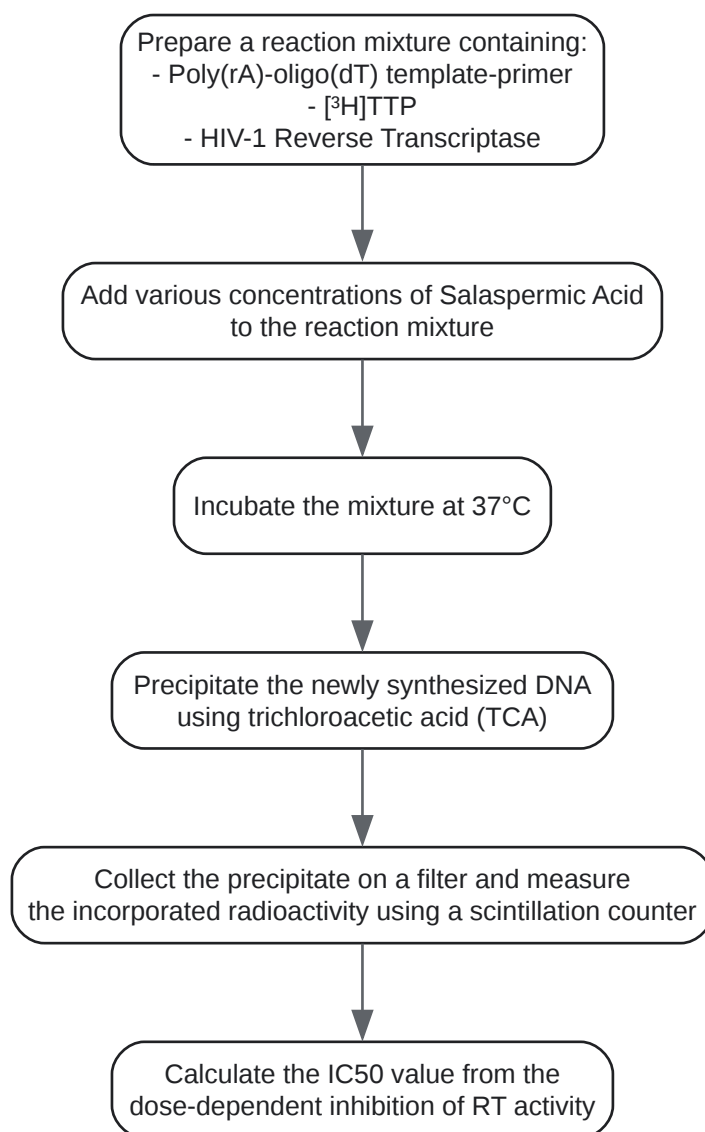 Prepare a reaction mixture containing:
- Poly(rA)-oligo(dT) template-primer
- [³H]TTP
- HIV-1 Reverse Transcriptase
Add various concentrations of Salaspermic Acid
to the reaction mixture
Incubate the mixture at 37°C
Precipitate the newly synthesized DNA
using trichloroacetic acid (TCA)
Collect the precipitate on a filter and measure
the incorporated radioactivity using a scintillation counter
Calculate the IC50 value from the
dose-dependent inhibition of RT activity